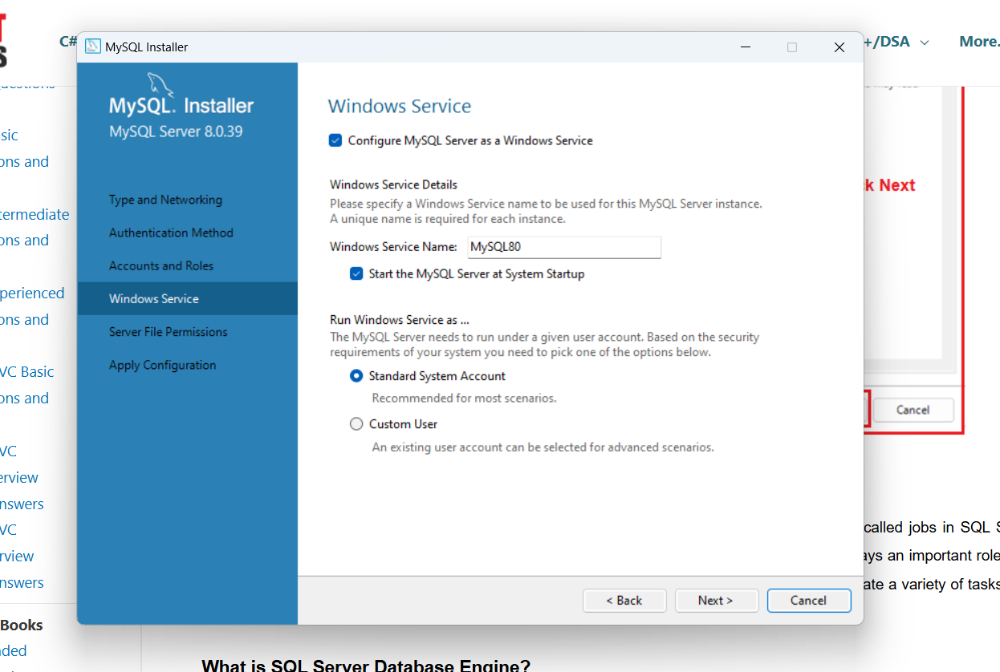 C#
MySQL Installer
+/DSA
More.
MySQL. Installer
MySQL Server 8.0.39
Type and Networking
Authentication Method
Accounts and Roles
Windows Service
Server File Permissions
Apply Configuration
Windows Service
Configure MySQL Server as a Windows Service
Windows Service Details
Please specify a Windows Service name to be used for this MySQL Server instance.
A unique name is required for each instance.
Windows Service Name: MySQL80
Start the MySQL Server at System Startup
Run Windows Service as ...
The MySQL Server needs to run under a given user account. Based on the security
requirements of your system you need to pick one of the options below.
Standard System Account
Recommended for most scenarios.
Custom User
An existing user account can be selected for advanced scenarios.
< Back
Next >
Cancel
sic
ons and
termediate
ons and
perienced
ons and
VC Basic
ons and
VC
erview
nswers
VC
rview
nswers
Books
nded
k Next
Cancel
called jobs in SQL S
ays an important role
ate a variety of tasks
What is SQL Server Database Engine?